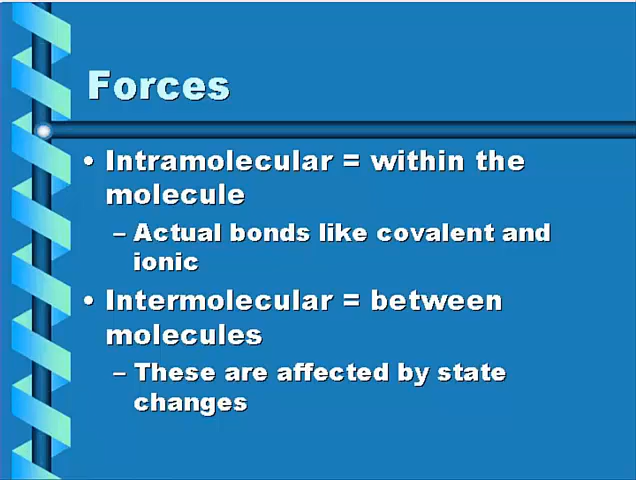 Forces
• Intramolecular = within the
molecule
– Actual bonds like covalent and
ionic
• Intermolecular = between
molecules
– These are affected by state
changes